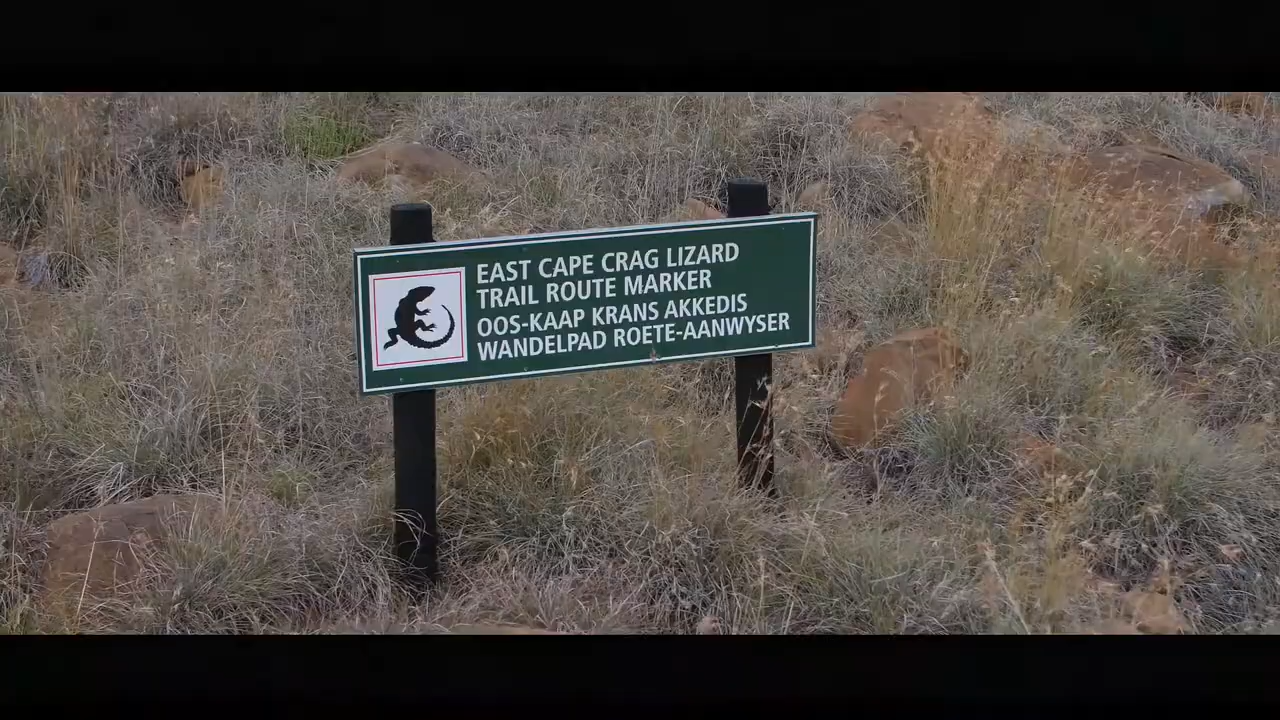 EAST CAPE CRAG LIZARD
TRAIL ROUTE MARKER
OOS-KAAP KRANS AKKEDIS
WANDELPAD ROETE-AANWYSER